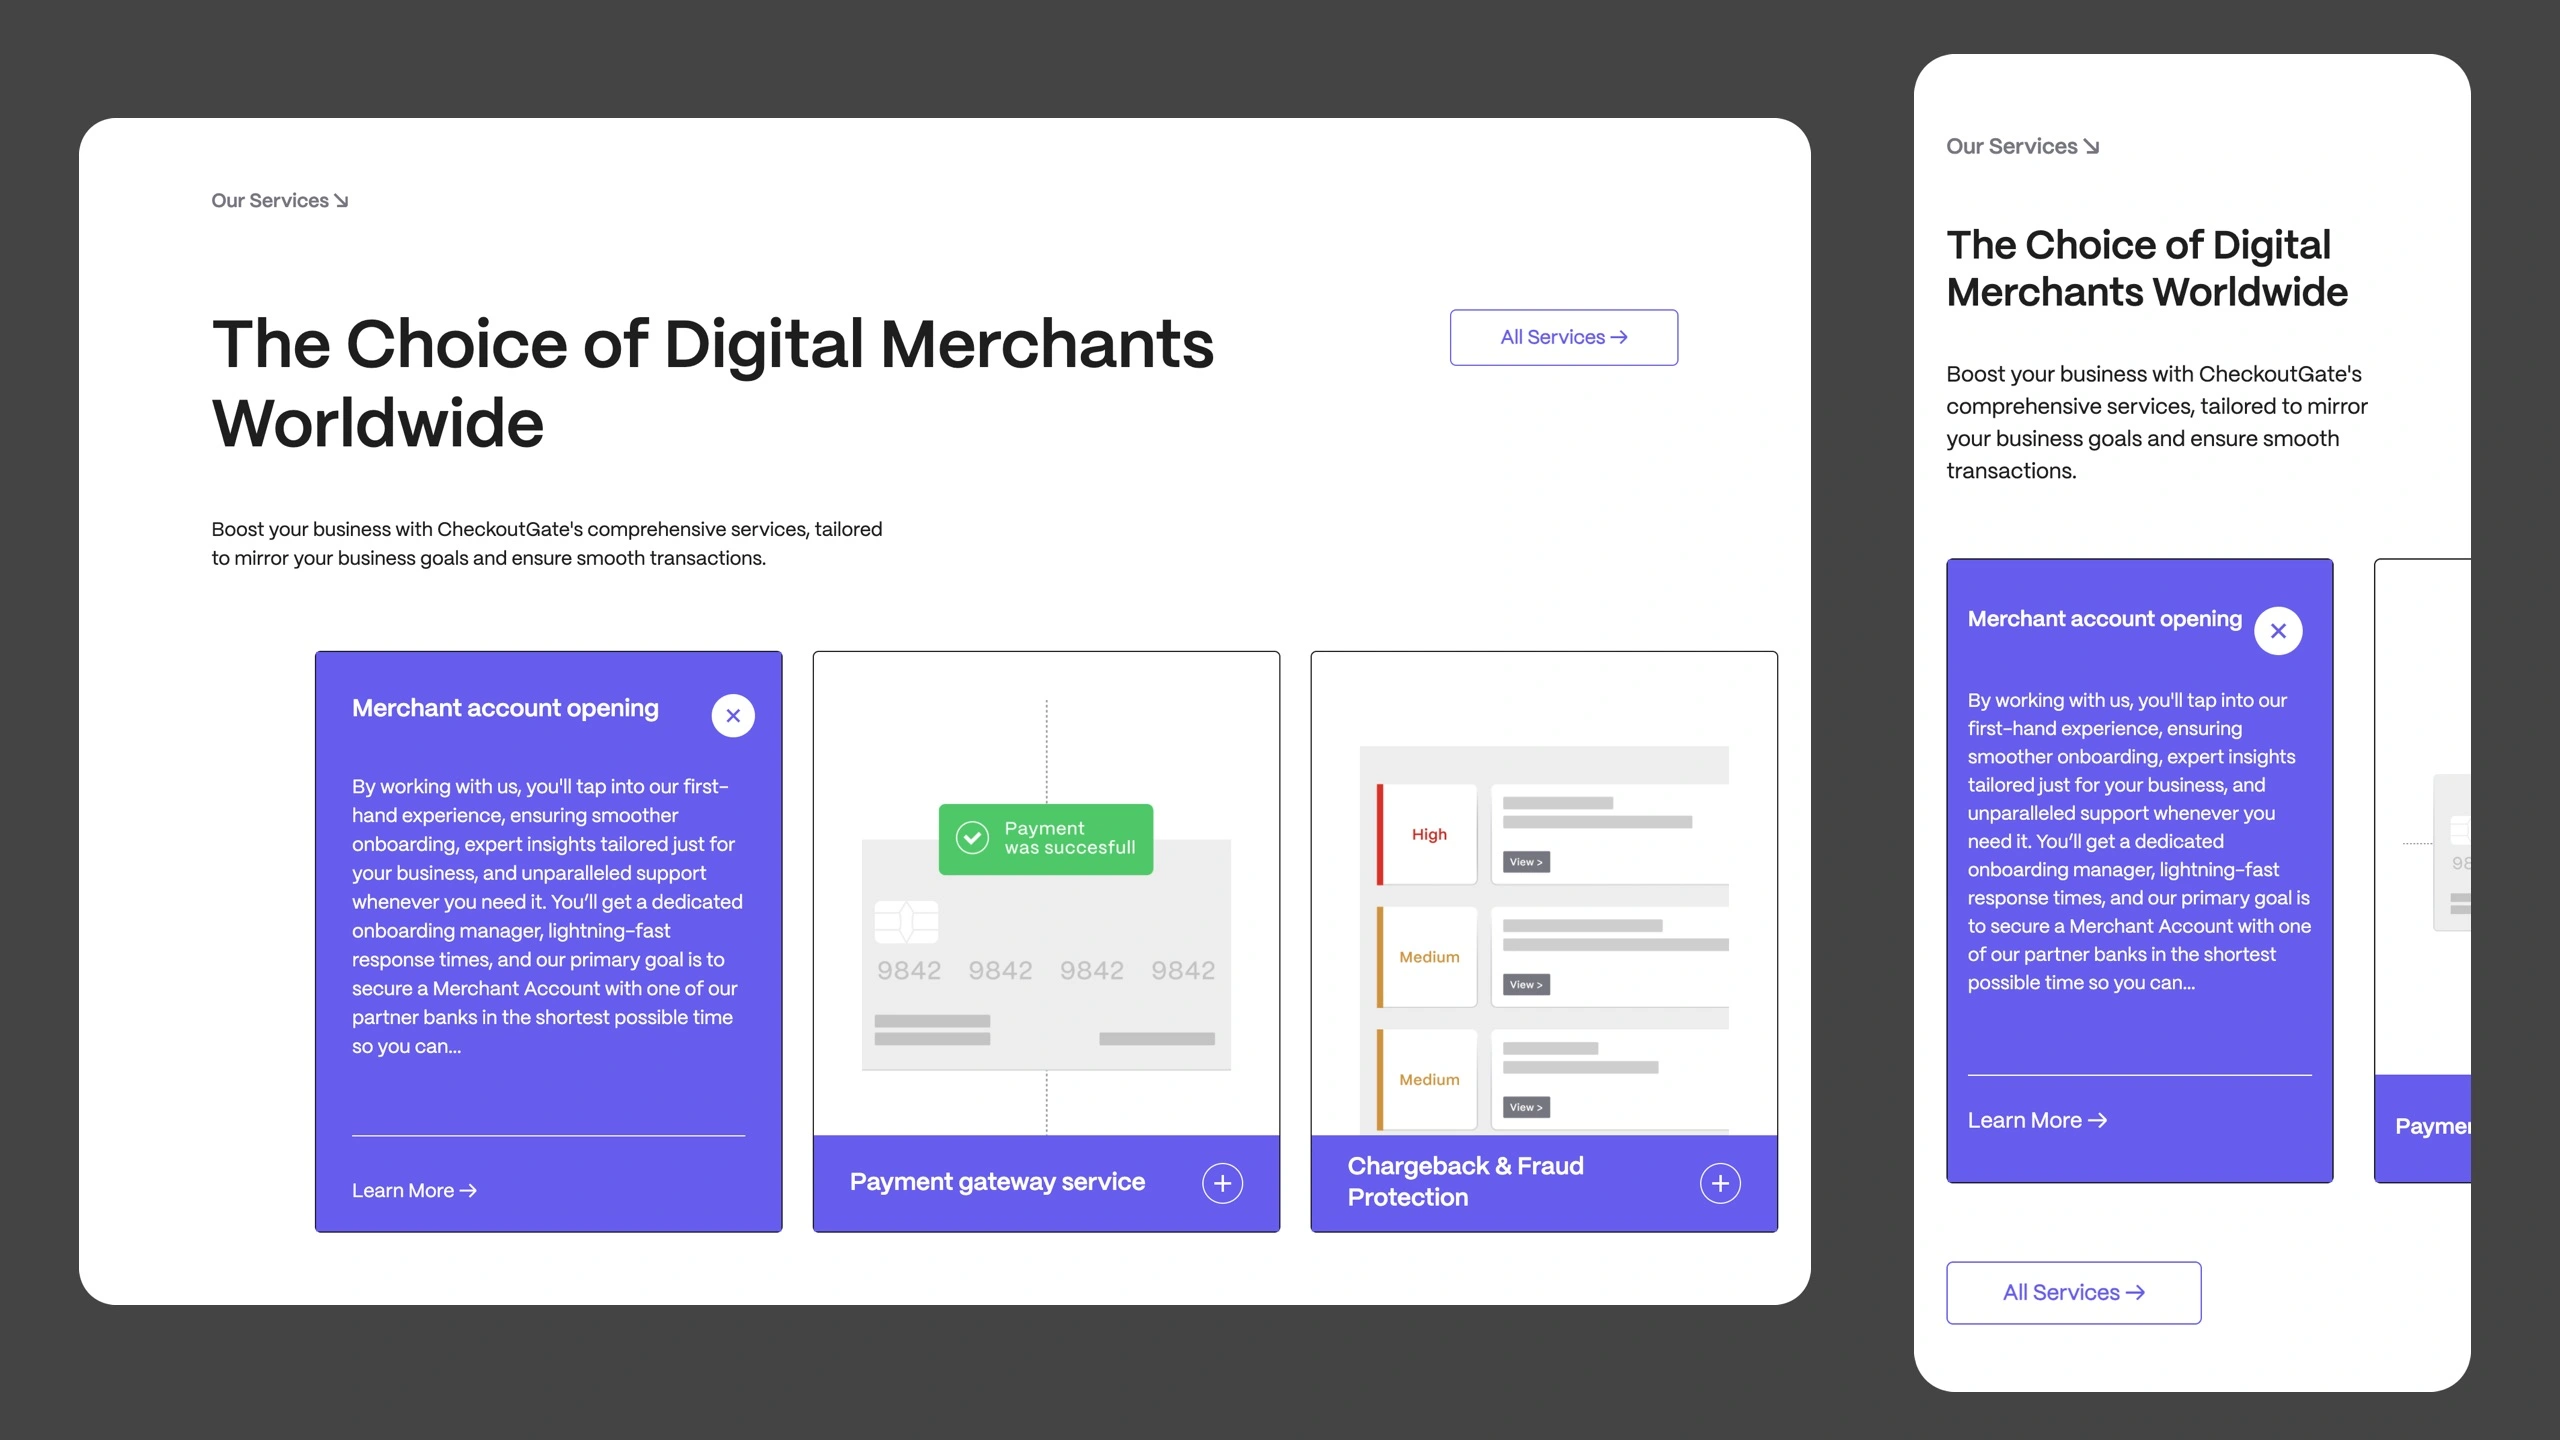 Our Services ↘
The Choice of Digital Merchants
Worldwide
All Services →
Boost your business with CheckoutGate's comprehensive services, tailored
to mirror your business goals and ensure smooth transactions.
Merchant account opening
By working with us, you'll tap into our first-
hand experience, ensuring smoother
onboarding, expert insights tailored just for
your business, and unparalleled support
whenever you need it. You’ll get a dedicated
onboarding manager, lightning-fast
response times, and our primary goal is to
secure a Merchant Account with one of our
partner banks in the shortest possible time
so you can...
Learn More →
Payment
was succesfull
9842 9842 9842 9842
Payment gateway service
High
View >
Medium
View >
Medium
View >
Chargeback & Fraud
Protection
Our Services ↘
The Choice of Digital
Merchants Worldwide
Boost your business with CheckoutGate's
comprehensive services, tailored to mirror
your business goals and ensure smooth
transactions.
Merchant account opening
By working with us, you'll tap into our
first-hand experience, ensuring
smoother onboarding, expert insights
tailored just for your business, and
unparalleled support whenever you
need it. You’ll get a dedicated
onboarding manager, lightning-fast
response times, and our primary goal is
to secure a Merchant Account with one
of our partner banks in the shortest
possible time so you can...
Learn More →
98
Payme
All Services →